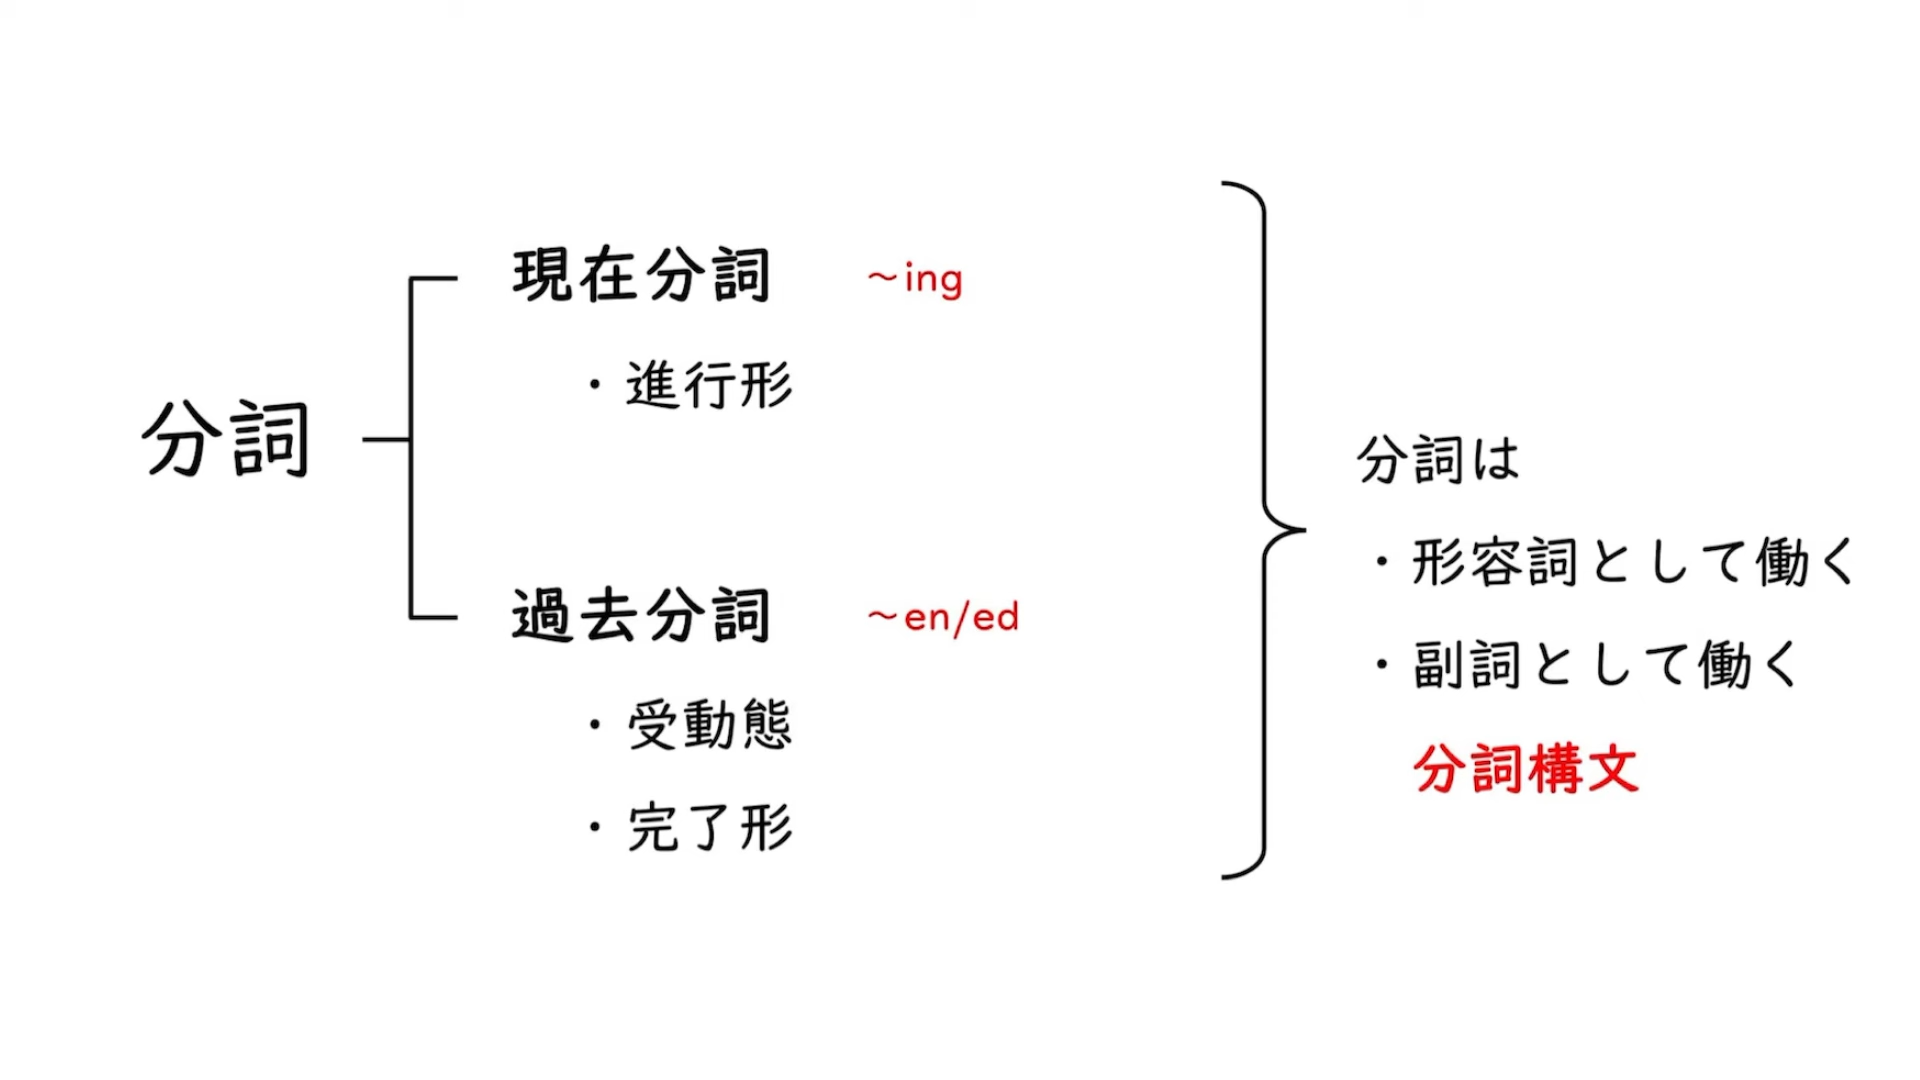 分詞
現在分詞 ～ing
・進行形
過去分詞 ～en/ed
・受動態
・完了形
分詞は
・形容詞として働く
・副詞として働く
分詞構文